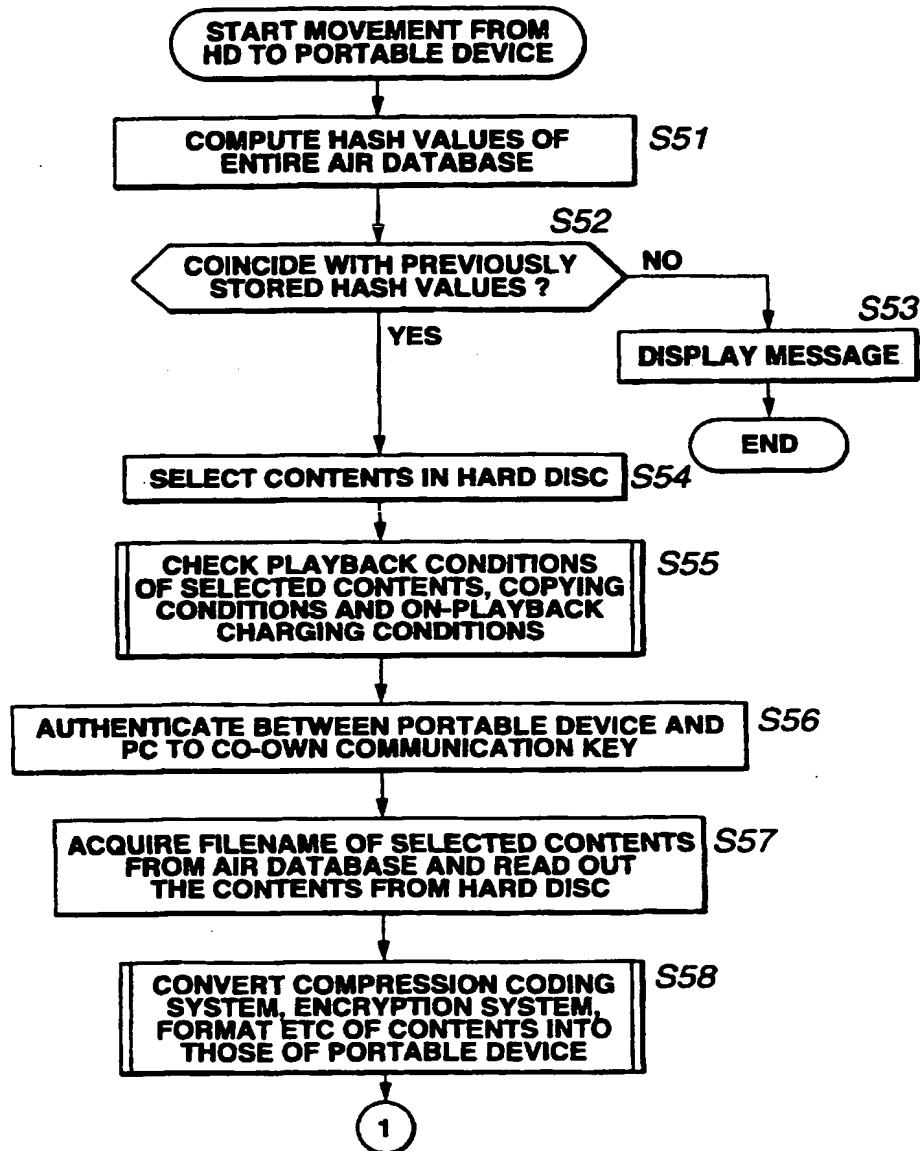 START MOVEMENT FROM
HD TO PORTABLE DEVICE
COMPUTE HASH VALUES OF
ENTIRE AIR DATABASE
S51
S52
COINCIDE WITH PREVIOUSLY
STORED HASH VALUES ?
NO
YES
S53
DISPLAY MESSAGE
END
SELECT CONTENTS IN HARD DISC
S54
CHECK PLAYBACK CONDITIONS
OF SELECTED CONTENTS, COPYING
CONDITIONS AND ON-PLAYBACK
CHARGING CONDITIONS
S55
AUTHENTICATE BETWEEN PORTABLE DEVICE AND
PC TO CO-OWN COMMUNICATION KEY
S56
ACQUIRE FILENAME OF SELECTED CONTENTS
FROM AIR DATABASE AND READ OUT
THE CONTENTS FROM HARD DISC
S57
CONVERT COMPRESSION CODING
SYSTEM, ENCRYPTION SYSTEM,
FORMAT ETC OF CONTENTS INTO
THOSE OF PORTABLE DEVICE
S58
1